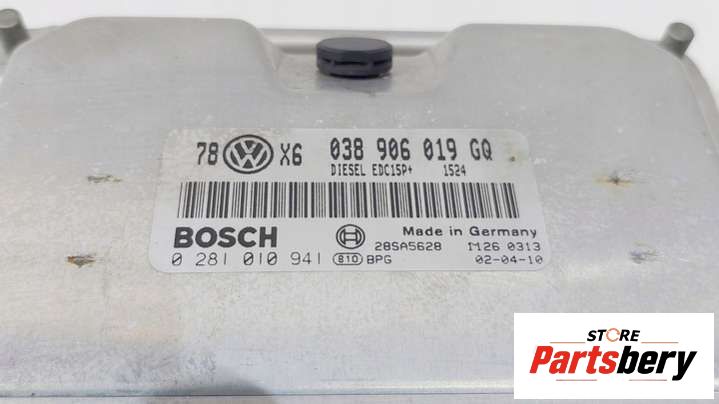 78 VW X6 038 906 019 GQ
DIESEL EDC15P+ 1524
BOSCH Made in Germany
28SA5628 1126 0313
0 281 010 941 810 BPG 02-04-10
STORE
Partsbery